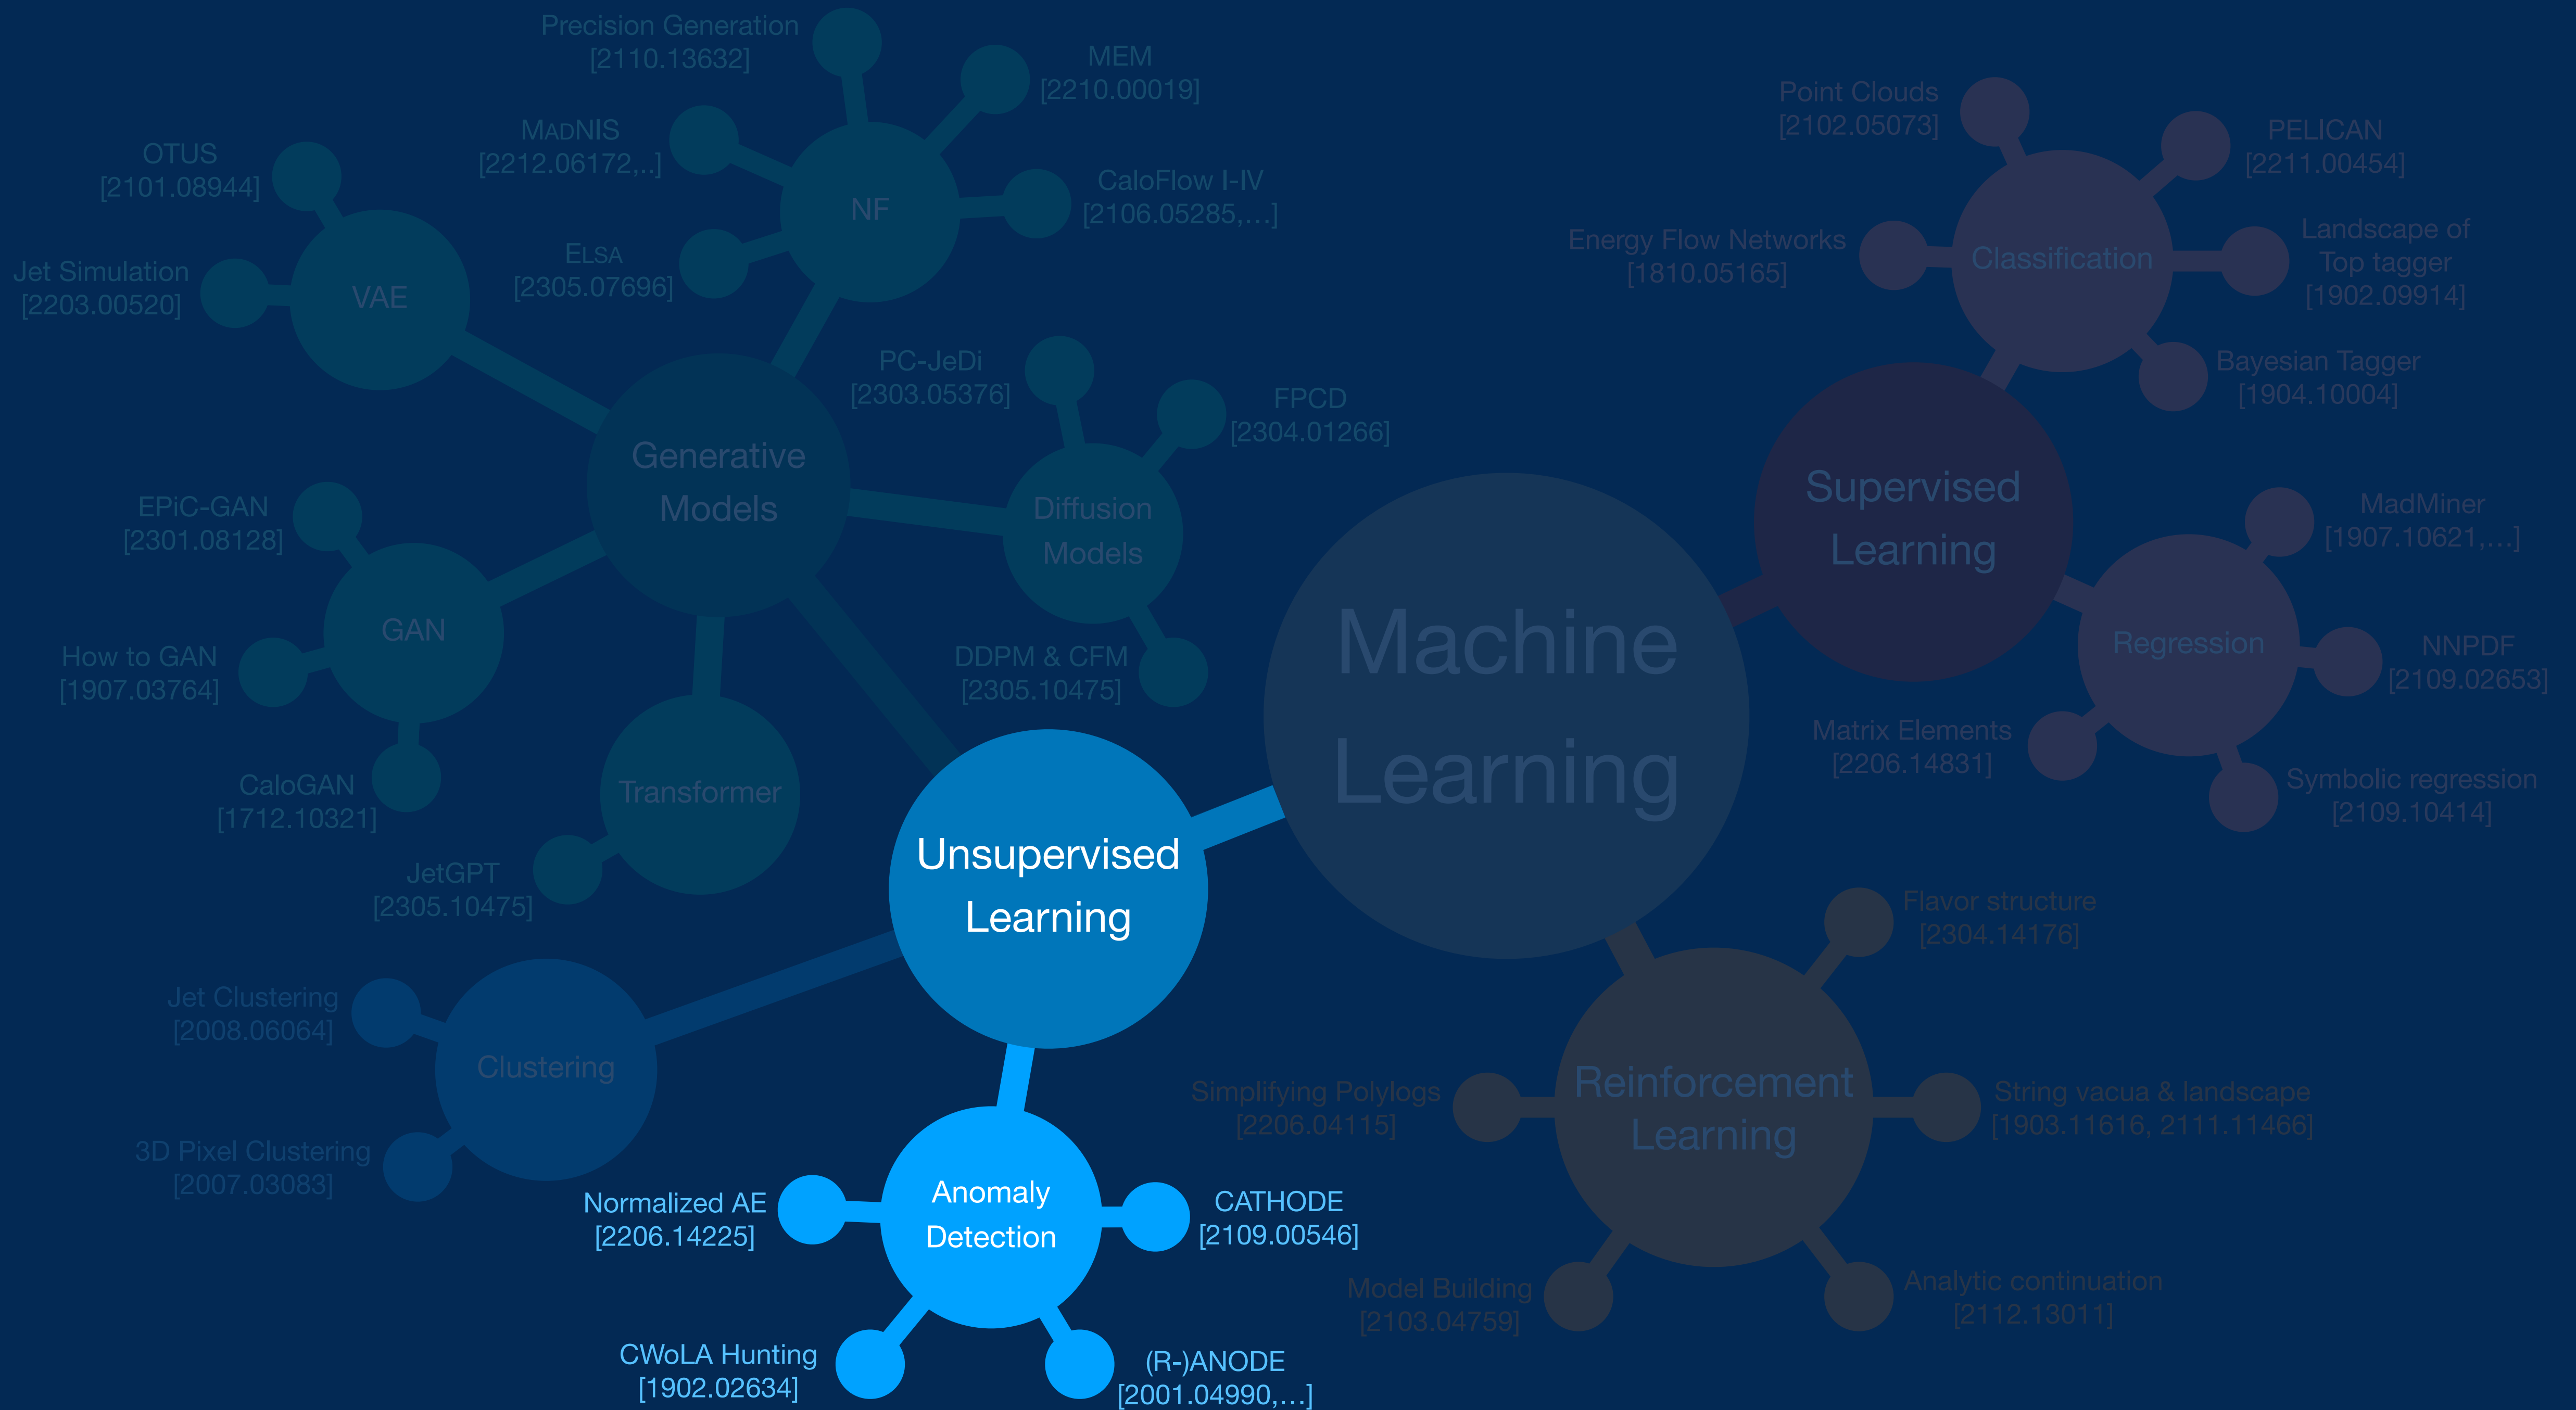 Precision Generation
[2110.13632]
MEM
[2210.00019]
MADNIS
[2212.06172,..]
CaloFlow I-IV
[2106.05285,…]
ELSA
[2305.07696]
NF
OTUS
[2101.08944]
Jet Simulation
[2203.00520]
VAE
Generative
Models
PC-JeDi
[2303.05376]
FPCD
[2304.01266]
Diffusion
Models
DDPM & CFM
[2305.10475]
EPiC-GAN
[2301.08128]
GAN
How to GAN
[1907.03764]
CaloGAN
[1712.10321]
Transformer
JetGPT
[2305.10475]
Machine
Learning
Point Clouds
[2102.05073]
PELICAN
[2211.00454]
Energy Flow Networks
[1810.05165]
Classification
Landscape of
Top tagger
[1902.09914]
Bayesian Tagger
[1904.10004]
Supervised
Learning
MadMiner
[1907.10621,…]
Regression
NNPDF
[2109.02653]
Matrix Elements
[2206.14831]
Symbolic regression
[2109.10414]
Unsupervised
Learning
Jet Clustering
[2008.06064]
Clustering
3D Pixel Clustering
[2007.03083]
Normalized AE
[2206.14225]
Anomaly
Detection
CATHODE
[2109.00546]
CWoLA Hunting
[1902.02634]
(R-)ANODE
[2001.04990,…]
Flavor structure
[2304.14176]
Simplifying Polylogs
[2206.04115]
Reinforcement
Learning
String vacua & landscape
[1903.11616, 2111.11466]
Model Building
[2103.04759]
Analytic continuation
[2112.13011]